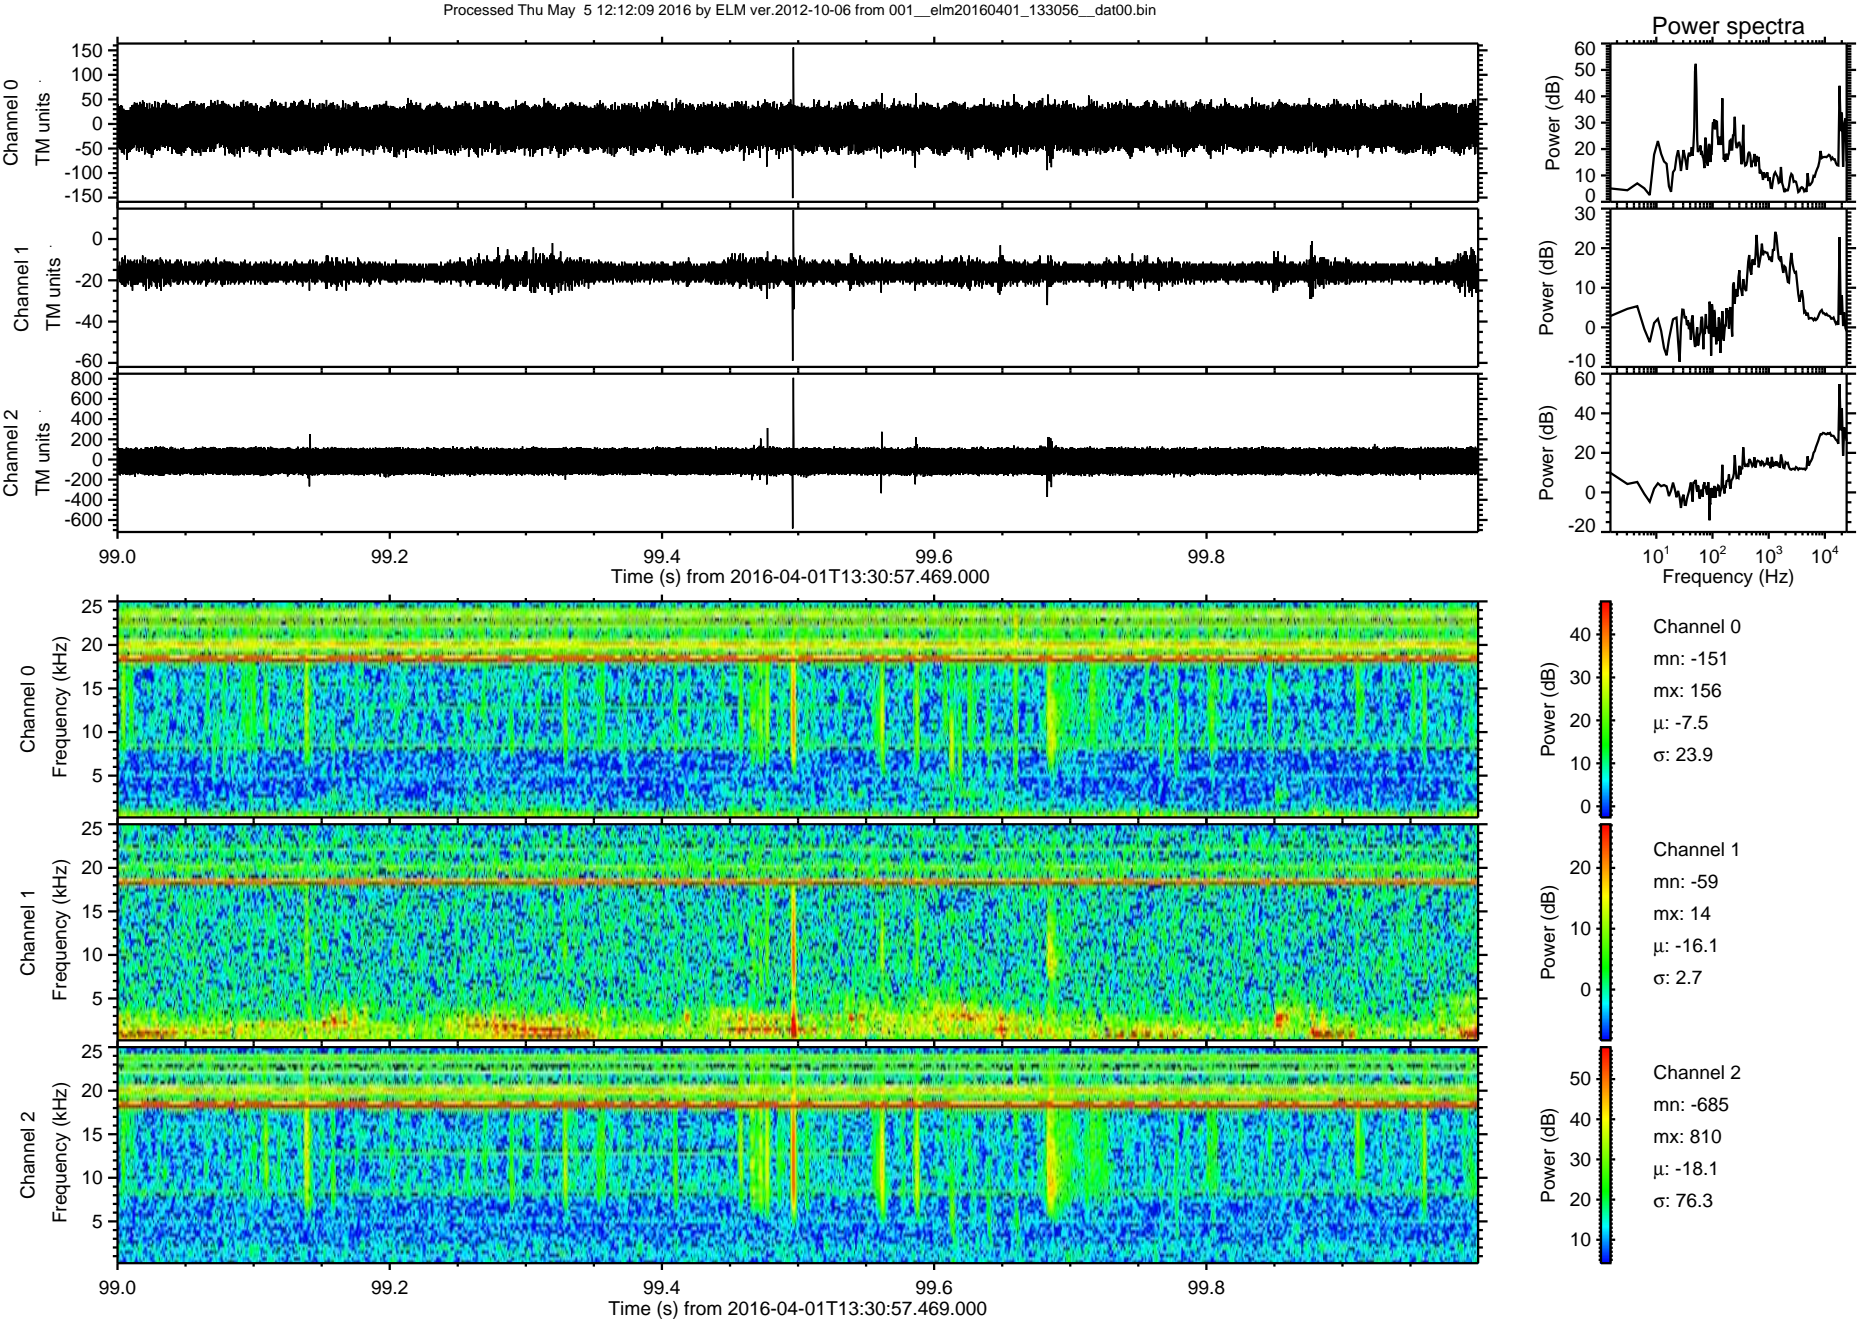 Processed Thu May  5 12:12:09 2016 by ELM ver.2012-10-06 from 001__elm20160401_133056__dat00.bin
Power spectra
Channel 0
TM units
150
100
50
0
-50
-100
-150
Power (dB)
60
50
40
30
20
10
0
Channel 1
TM units
0
-20
-40
-60
Power (dB)
30
20
10
0
-10
Channel 2
TM units
800
600
400
200
0
-200
-400
-600
Power (dB)
60
40
20
0
-20
99.0 99.2 99.4 99.6 99.8
Time (s) from 2016-04-01T13:30:57.469.000
10^1 10^2 10^3 10^4
Frequency (Hz)
Channel 0
Frequency (kHz)
25
20
15
10
5
Power (dB)
40
30
20
10
0
Channel 0
mn: -151
mx: 156
μ: -7.5
σ: 23.9
Channel 1
Frequency (kHz)
25
20
15
10
5
Power (dB)
20
10
0
Channel 1
mn: -59
mx: 14
μ: -16.1
σ: 2.7
Channel 2
Frequency (kHz)
25
20
15
10
5
Power (dB)
50
40
30
20
10
Channel 2
mn: -685
mx: 810
μ: -18.1
σ: 76.3
99.0 99.2 99.4 99.6 99.8
Time (s) from 2016-04-01T13:30:57.469.000